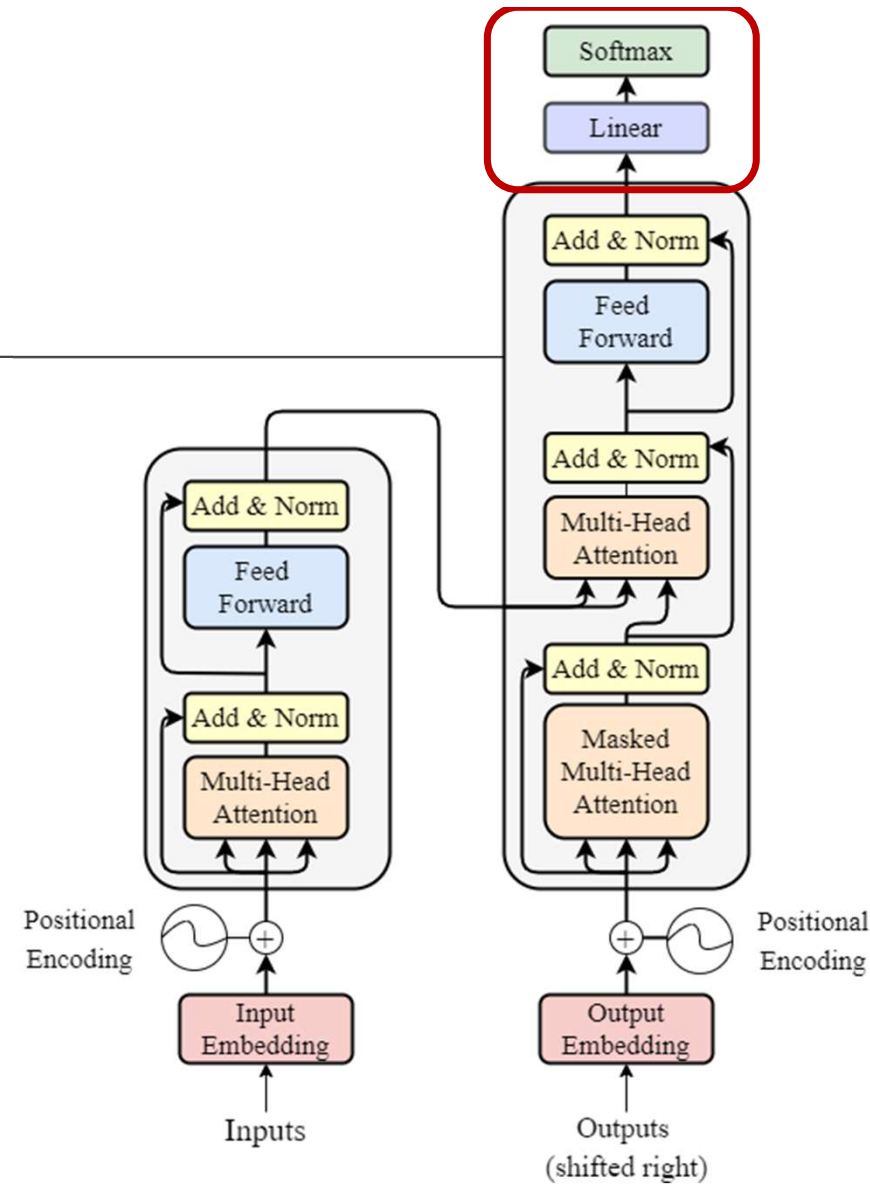 Softmax
Linear
Add & Norm
Feed
Forward
Add & Norm
Multi-Head
Attention
Add & Norm
Masked
Multi-Head
Attention
Add & Norm
Feed
Forward
Add & Norm
Multi-Head
Attention
Positional
Encoding
+
+
Positional
Encoding
Input
Embedding
Output
Embedding
Inputs
Outputs
(shifted right)